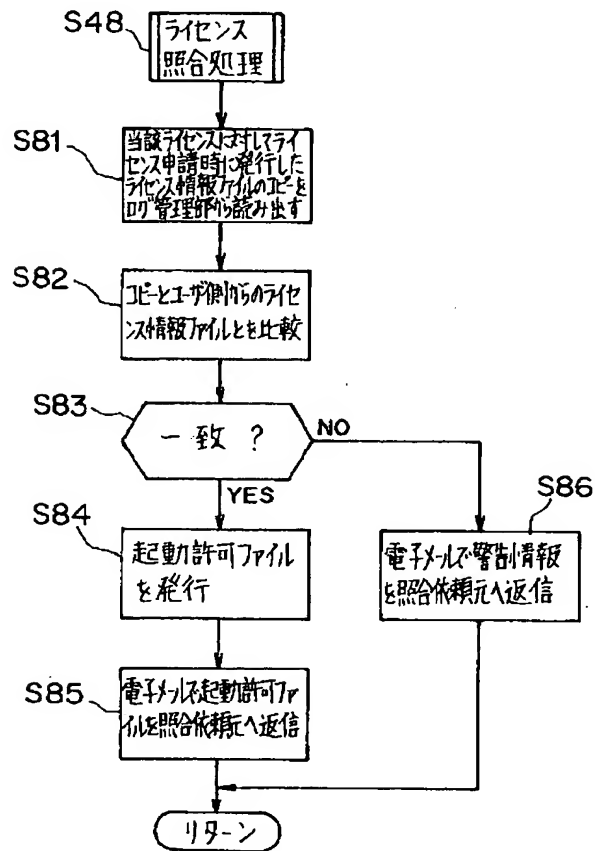 S48
ライセンス
照合処理
S81
当該ライセンスに対してライ
センス申請時に発行した
ライセンス情報ファイルのコピーを
ログ管理部から読み出す
S82
コピーとユーザ側からのライセ
ンス情報ファイルとを比較
S83
一致?
NO
YES
S84
起動許可ファイル
を発行
S86
電子メールで警告情報
を照合依頼元へ返信
S85
電子メールで起動許可ファ
イルを照合依頼元へ返信
リターン